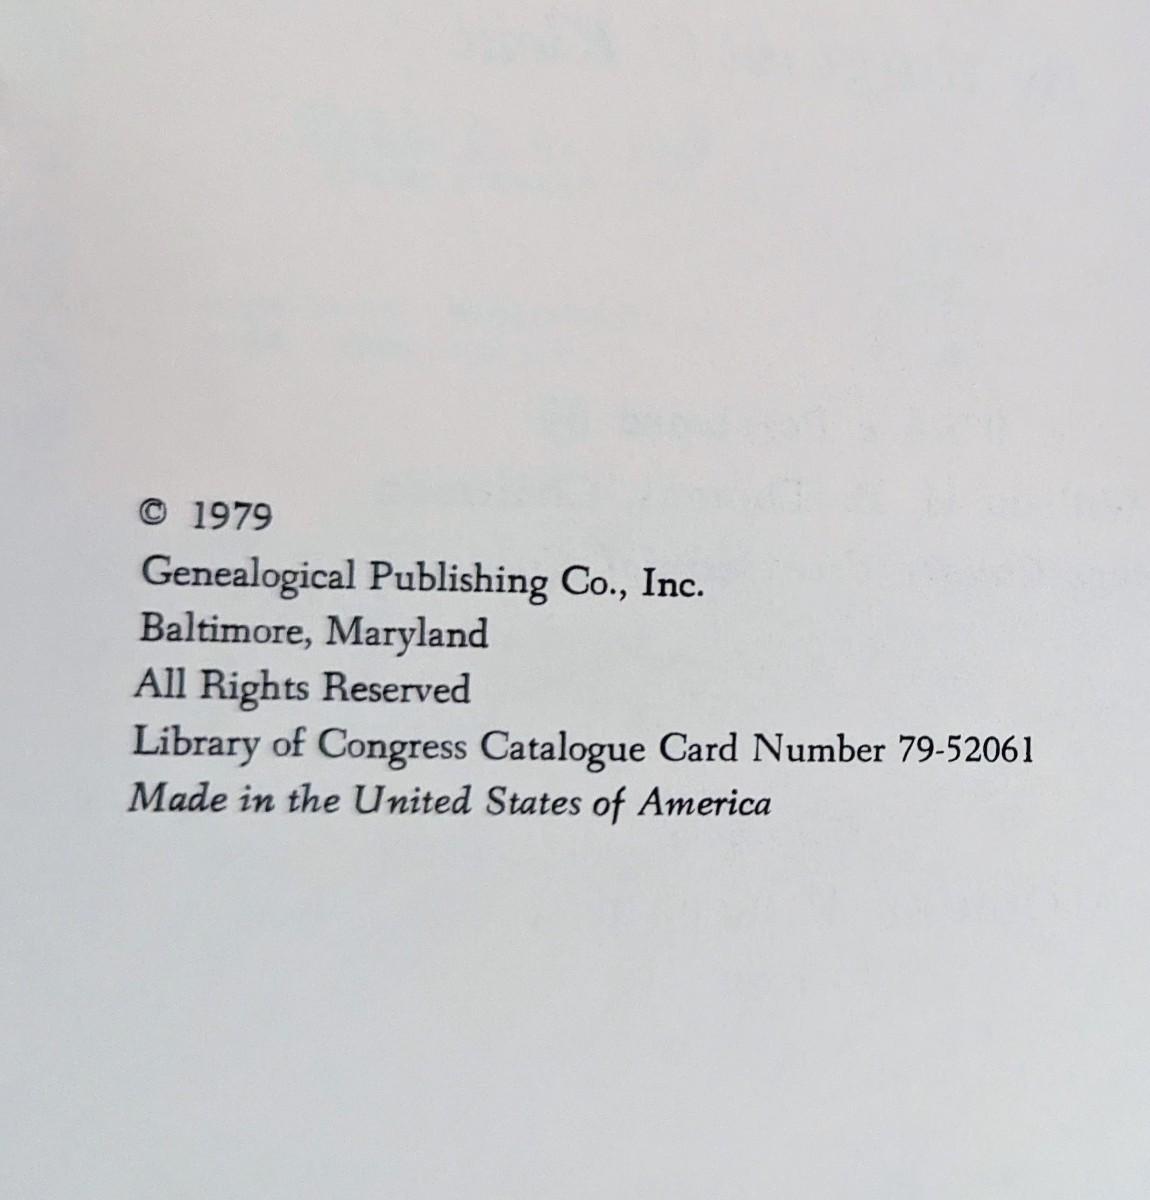 © 1979
Genealogical Publishing Co., Inc.
Baltimore, Maryland
All Rights Reserved
Library of Congress Catalogue Card Number 79-52061
Made in the United States of America